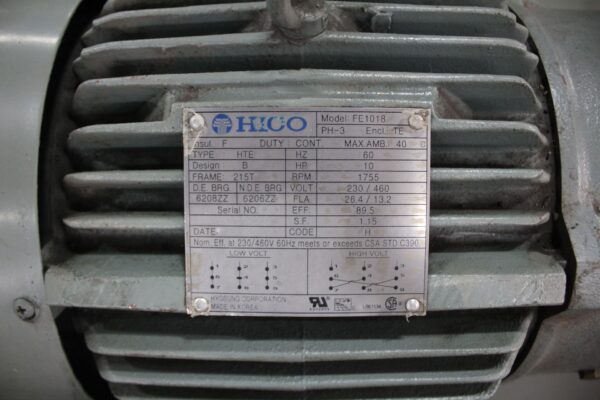 HICO
Model: FE1018
PH-3 Encl. TE
Insul F DUTY CONT. MAX.AMB. 40
TYPE HTE HZ 60
Design B HP 10
FRAME 215T RPM 1755
D.E. BRG N.D.E. BRG VOLT 230 / 460
6208ZZ 6206ZZ FLA 26.4 / 13.2
Serial NO. EFF. 89.5
S.F. 1.15
DATE CODE H
Nom. Eff. at 230/460V 60Hz meets or exceeds CSA STD C390
LOW VOLT. HIGH VOLT
HYOSUNG CORPORATION
MADE IN KOREA